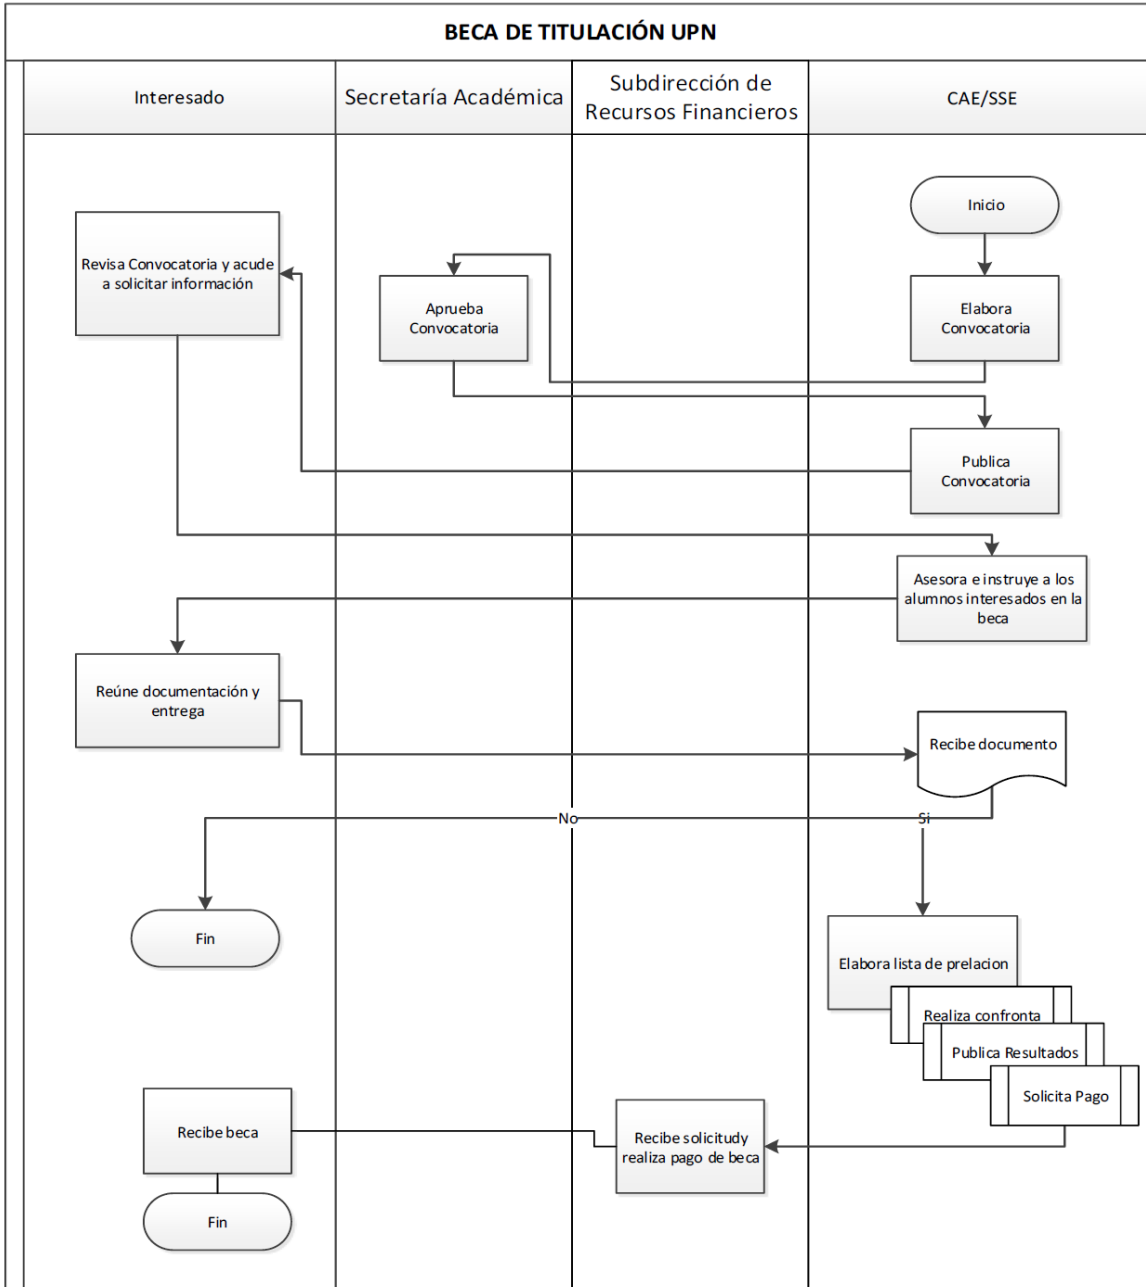 BECA DE TITULACIÓN UPN
Interesado
Secretaría Académica
Subdirección de
Recursos Financieros
CAE/SSE
Inicio
Revisa Convocatoria y acude
a solicitar información
Aprueba
Convocatoria
Elabora
Convocatoria
Publica
Convocatoria
Asesora e instruye a los
alumnos interesados en la
beca
Reúne documentación y
entrega
Recibe documento
No
Si
Fin
Elabora lista de prelacion
Realiza confronta
Publica Resultados
Solicita Pago
Recibe beca
Recibe solicitudy
realiza pago de beca
Fin